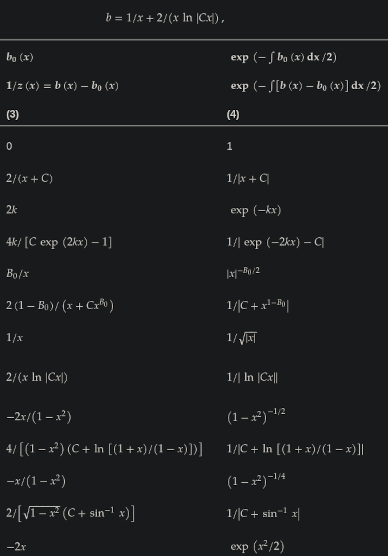 b = 1/x + 2/(x ln |Cx|) ,
b₀ (x) exp (− ∫ b₀ (x) dx /2)
1/z (x) = b (x) − b₀ (x) exp (− ∫[b (x) − b₀ (x)] dx /2)
(3) (4)
0 1
2/(x + C) 1/|x + C|
2k exp (−kx)
4k/ [C exp (2kx) − 1] 1/| exp (−2kx) − C|
B₀/x |x|^{−B₀/2}
2 (1 − B₀)/ (x + Cx^{B₀}) 1/|C + x^{1−B₀}|
1/x 1/√|x|
2/(x ln |Cx|) 1/| ln |Cx||
−2x/(1 − x²) (1 − x²)^{−1/2}
4/ [(1 − x²) (C + ln [(1 + x)/(1 − x)])] 1/|C + ln [(1 + x)/(1 − x)]|
−x/(1 − x²) (1 − x²)^{−1/4}
2/ [√(1 − x²) (C + sin⁻¹ x)] 1/|C + sin⁻¹ x|
−2x exp (x²/2)